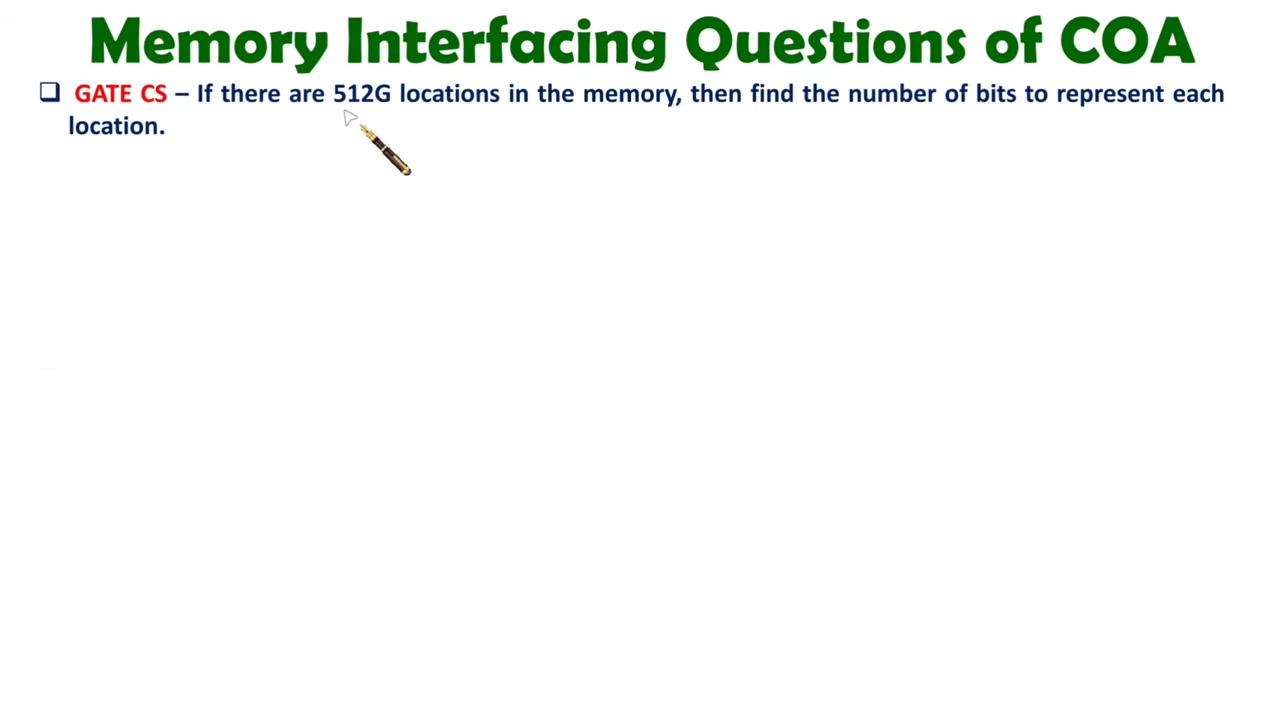 Memory Interfacing Questions of COA
❑ GATE CS – If there are 512G locations in the memory, then find the number of bits to represent each
location.